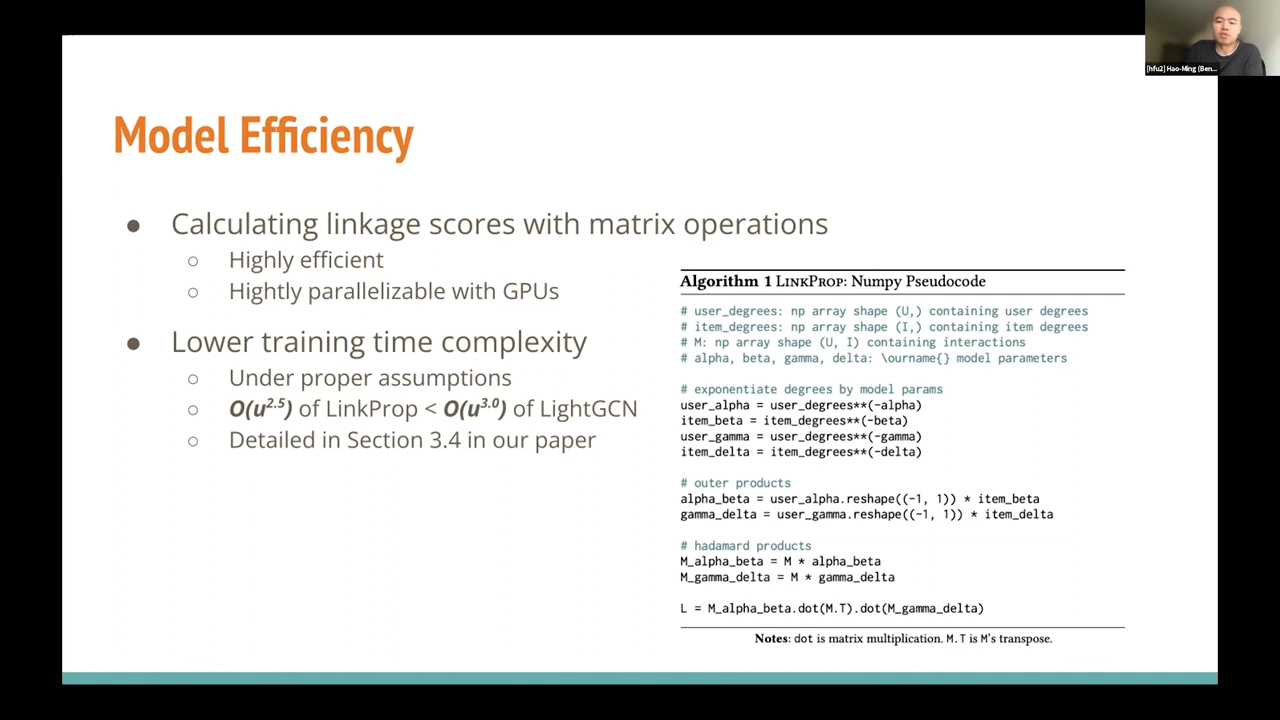 [hfu2] Hao-Ming (Ben...
Model Efficiency
● Calculating linkage scores with matrix operations
○ Highly efficient
○ Hightly parallelizable with GPUs
● Lower training time complexity
○ Under proper assumptions
○ O(u^2.5) of LinkProp < O(u^3.0) of LightGCN
○ Detailed in Section 3.4 in our paper
Algorithm 1 LINKPROP: Numpy Pseudocode
# user_degrees: np array shape (U,) containing user degrees
# item_degrees: np array shape (I,) containing item degrees
# M: np array shape (U, I) containing interactions
# alpha, beta, gamma, delta: \ourname{} model parameters
# exponentiate degrees by model params
user_alpha = user_degrees**(-alpha)
item_beta = item_degrees**(-beta)
user_gamma = user_degrees**(-gamma)
item_delta = item_degrees**(-delta)
# outer products
alpha_beta = user_alpha.reshape((-1, 1)) * item_beta
gamma_delta = user_gamma.reshape((-1, 1)) * item_delta
# hadamard products
M_alpha_beta = M * alpha_beta
M_gamma_delta = M * gamma_delta
L = M_alpha_beta.dot(M.T).dot(M_gamma_delta)
Notes: dot is matrix multiplication. M.T is M's transpose.